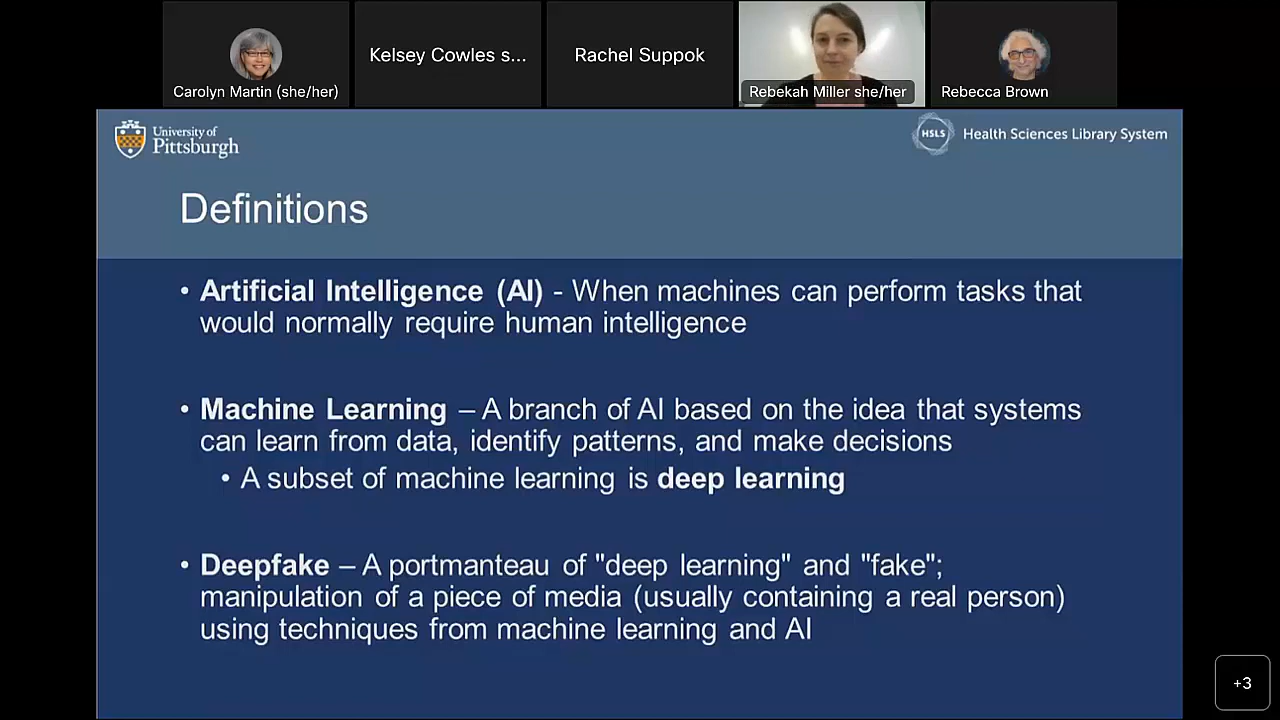 Carolyn Martin (she/her)
Kelsey Cowles s...
Rachel Suppok
Rebekah Miller she/her
Rebecca Brown
University of
Pittsburgh
HSLS
Health Sciences Library System
Definitions
• Artificial Intelligence (AI) - When machines can perform tasks that
would normally require human intelligence
• Machine Learning – A branch of AI based on the idea that systems
can learn from data, identify patterns, and make decisions
• A subset of machine learning is deep learning
• Deepfake – A portmanteau of "deep learning" and "fake";
manipulation of a piece of media (usually containing a real person)
using techniques from machine learning and AI
+3